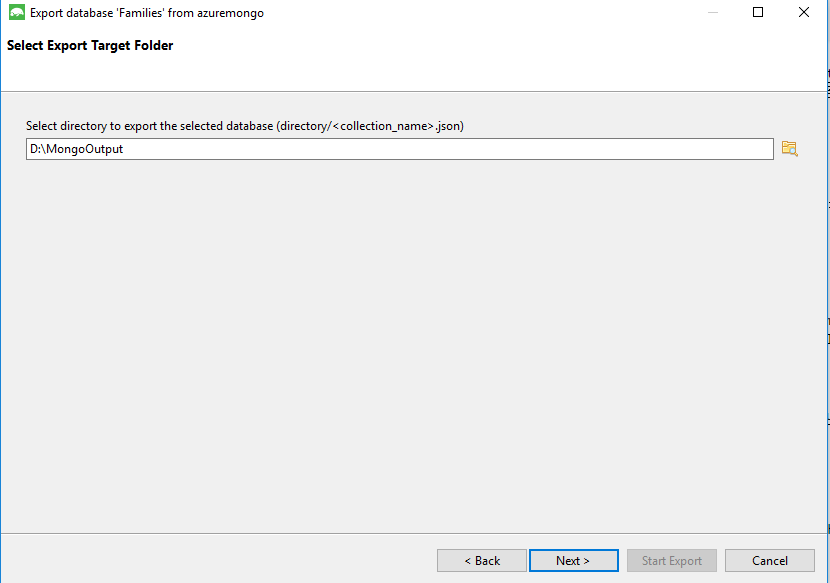 Export database 'Families' from azuremongo
Select Export Target Folder
Select directory to export the selected database (directory/<collection_name>.json)
D:\MongoOutput
< Back
Next >
Start Export
Cancel